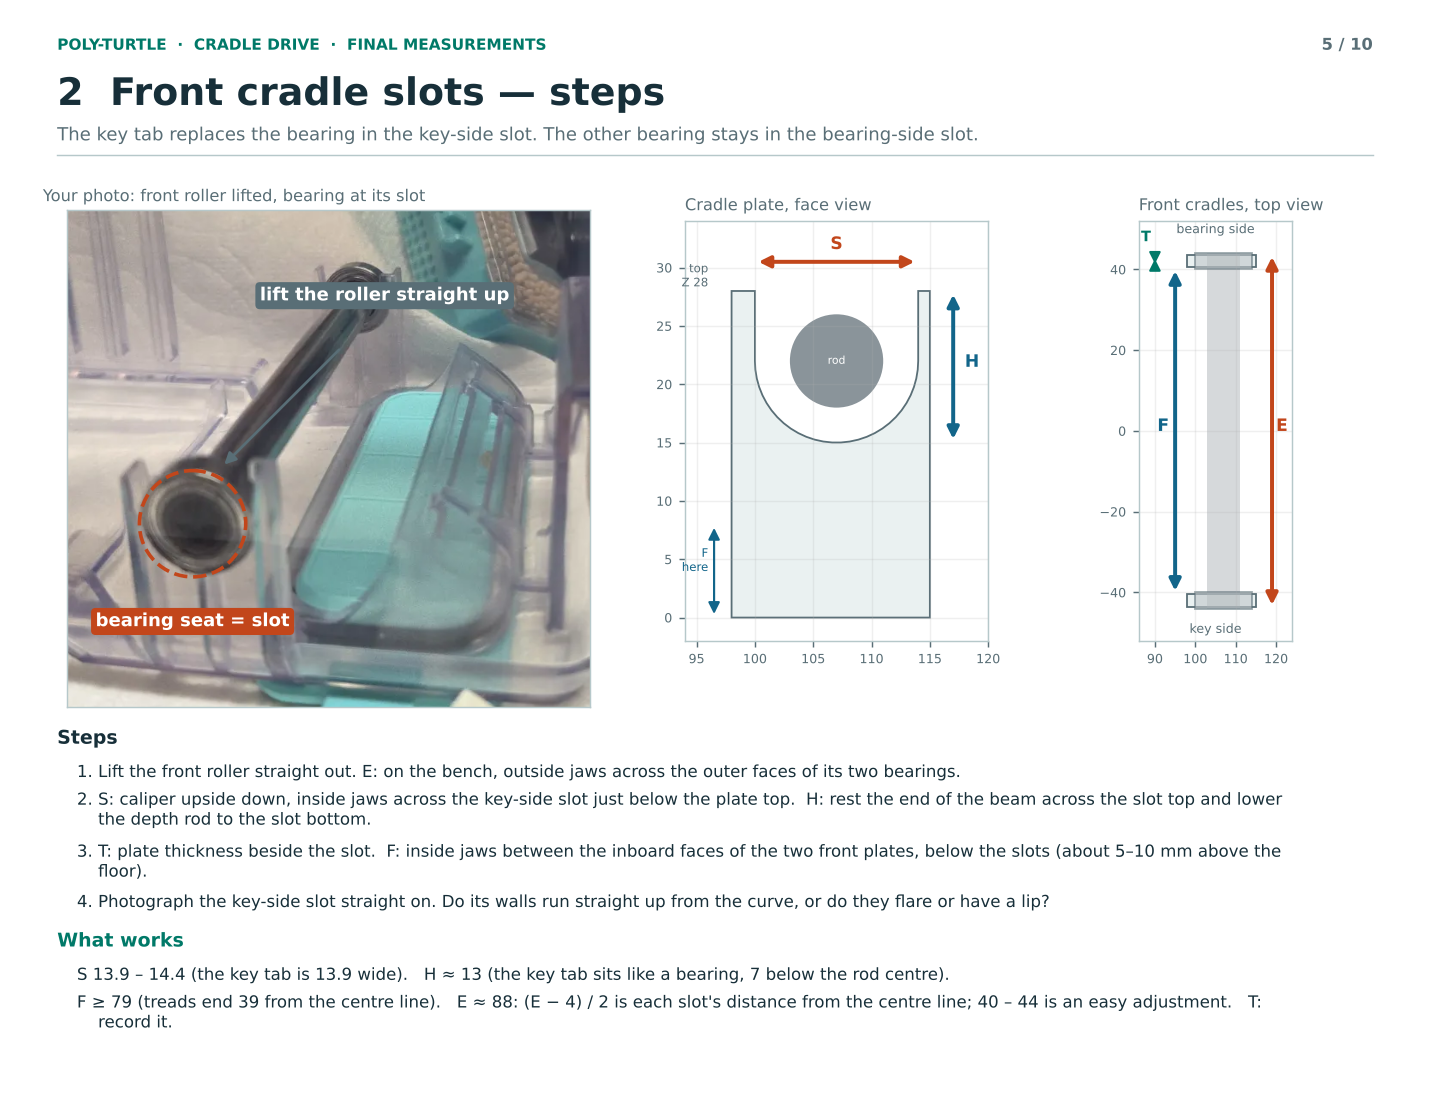 POLY-TURTLE · CRADLE DRIVE · FINAL MEASUREMENTS
5 / 10
2 Front cradle slots — steps
The key tab replaces the bearing in the key-side slot. The other bearing stays in the bearing-side slot.
Your photo: front roller lifted, bearing at its slot
lift the roller straight up
bearing seat = slot
Cradle plate, face view
S
top
Z 28
rod
H
F
here
30
25
20
15
10
5
0
95 100 105 110 115 120
Front cradles, top view
T
bearing side
F
E
key side
40
20
0
−20
−40
90 100 110 120
Steps
1. Lift the front roller straight out. E: on the bench, outside jaws across the outer faces of its two bearings.
2. S: caliper upside down, inside jaws across the key-side slot just below the plate top. H: rest the end of the beam across the slot top and lower
the depth rod to the slot bottom.
3. T: plate thickness beside the slot. F: inside jaws between the inboard faces of the two front plates, below the slots (about 5–10 mm above the
floor).
4. Photograph the key-side slot straight on. Do its walls run straight up from the curve, or do they flare or have a lip?
What works
S 13.9 – 14.4 (the key tab is 13.9 wide). H ≈ 13 (the key tab sits like a bearing, 7 below the rod centre).
F ≥ 79 (treads end 39 from the centre line). E ≈ 88: (E − 4) / 2 is each slot's distance from the centre line; 40 – 44 is an easy adjustment. T:
record it.